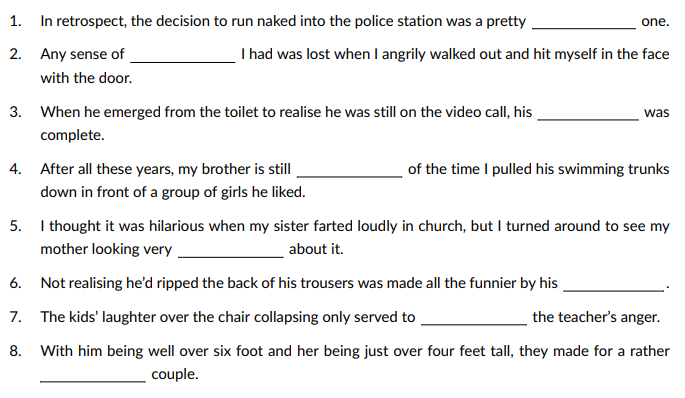 1. In retrospect, the decision to run naked into the police station was a pretty ______________ one.
2. Any sense of ______________ I had was lost when I angrily walked out and hit myself in the face
with the door.
3. When he emerged from the toilet to realise he was still on the video call, his ______________ was
complete.
4. After all these years, my brother is still ______________ of the time I pulled his swimming trunks
down in front of a group of girls he liked.
5. I thought it was hilarious when my sister farted loudly in church, but I turned around to see my
mother looking very ______________ about it.
6. Not realising he’d ripped the back of his trousers was made all the funnier by his ______________.
7. The kids’ laughter over the chair collapsing only served to ______________ the teacher’s anger.
8. With him being well over six foot and her being just over four feet tall, they made for a rather
______________ couple.